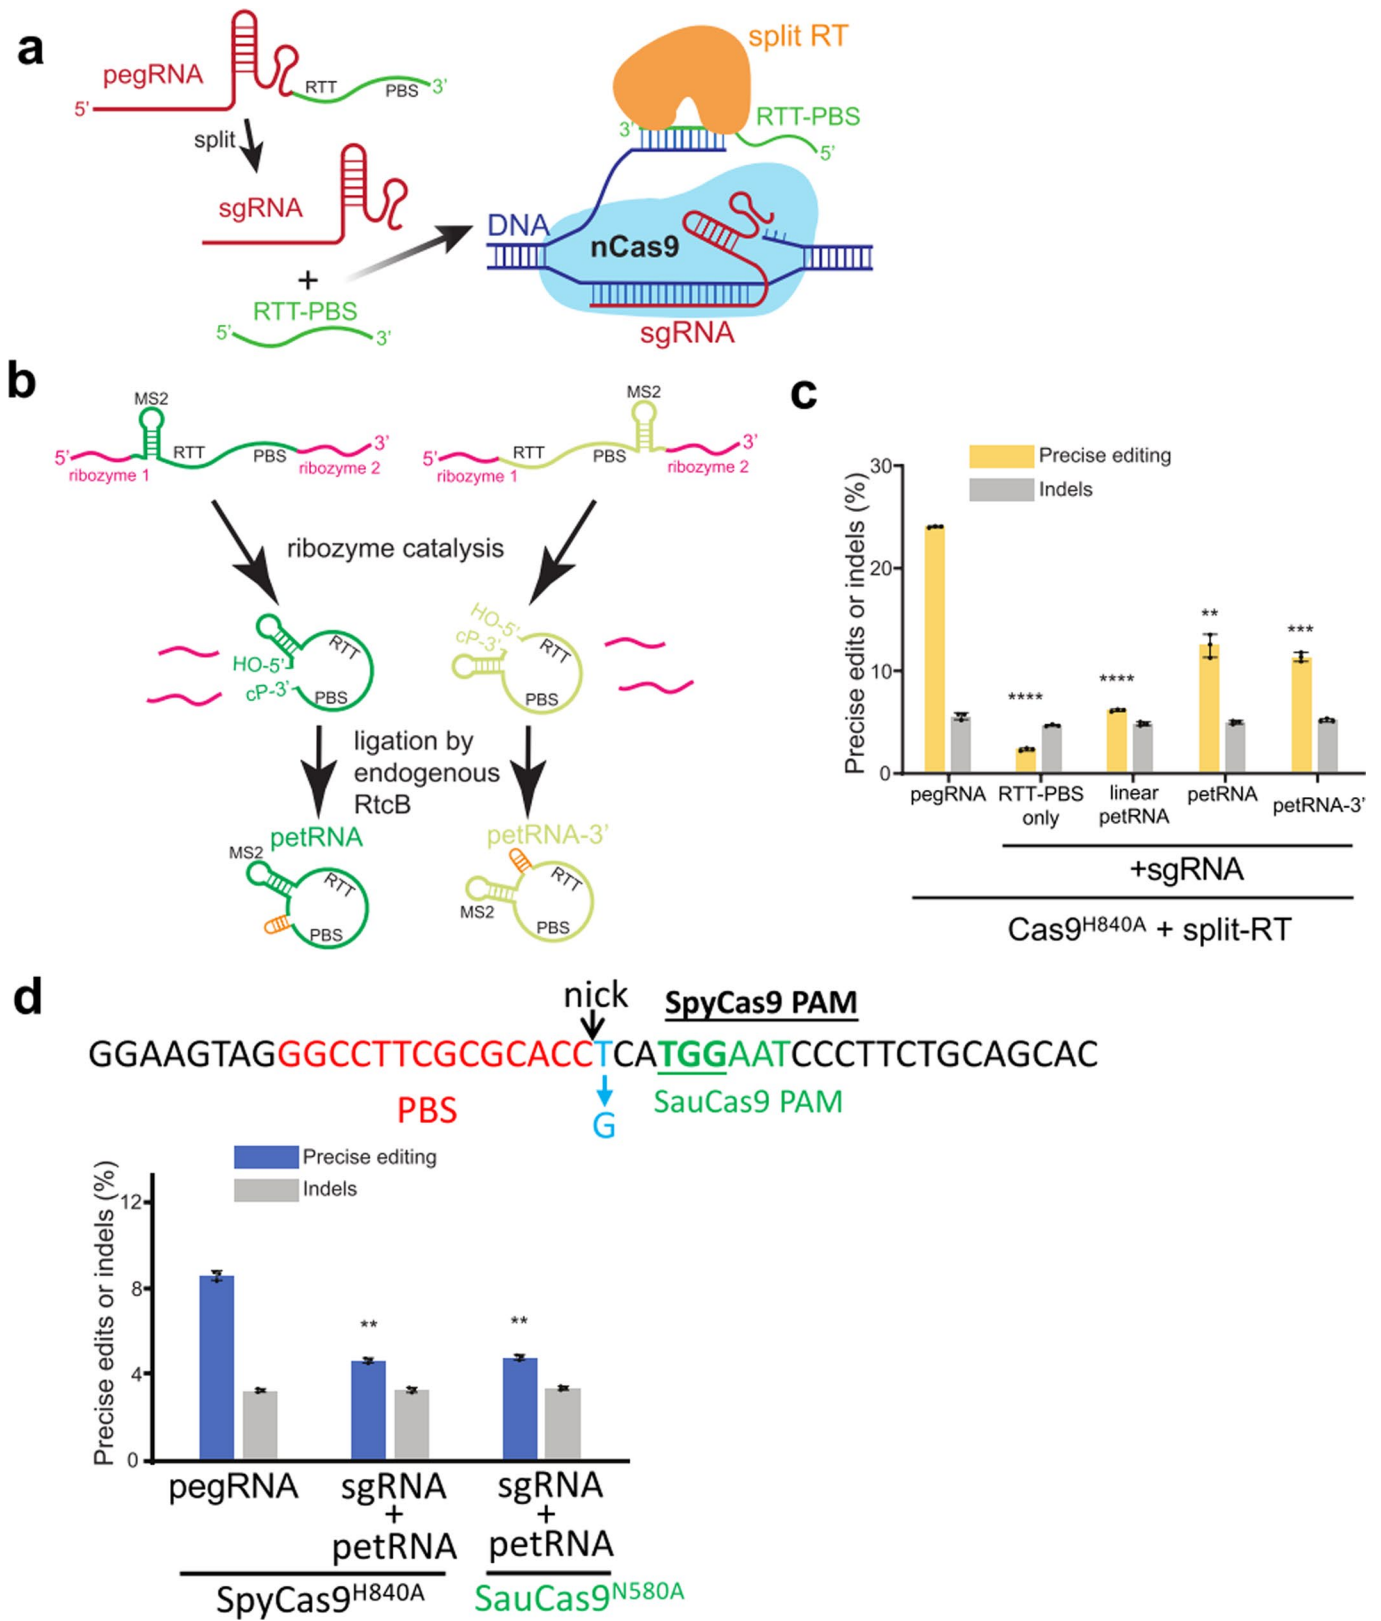 a
pegRNA
5'
RTT
PBS
3'
split
sgRNA
+
RTT-PBS
5'
3'
split RT
3'
RTT-PBS
5'
DNA
nCas9
sgRNA
b
MS2
5'
RTT
PBS
3'
ribozyme 1
ribozyme 2
MS2
5'
RTT
PBS
3'
ribozyme 1
ribozyme 2
ribozyme catalysis
HO-5'
cP-3'
RTT
PBS
HO-5'
cP-3'
RTT
PBS
ligation by
endogenous
RtcB
petRNA
MS2
RTT
PBS
petRNA-3'
MS2
RTT
PBS
c
Precise editing
Indels
Precise edits or indels (%)
30
20
10
0
****
****
**
***
pegRNA
RTT-PBS
only
linear
petRNA
petRNA
petRNA-3'
+sgRNA
Cas9H840A + split-RT
d
nick
SpyCas9 PAM
GGAAGTAGGGCCTTCGCGCACCTCATGGAATCCCTTCTGCAGCAC
PBS
G
SauCas9 PAM
Precise editing
Indels
Precise edits or indels (%)
12
8
4
0
**
**
pegRNA
sgRNA
+
petRNA
sgRNA
+
petRNA
SpyCas9H840A
SauCas9N580A